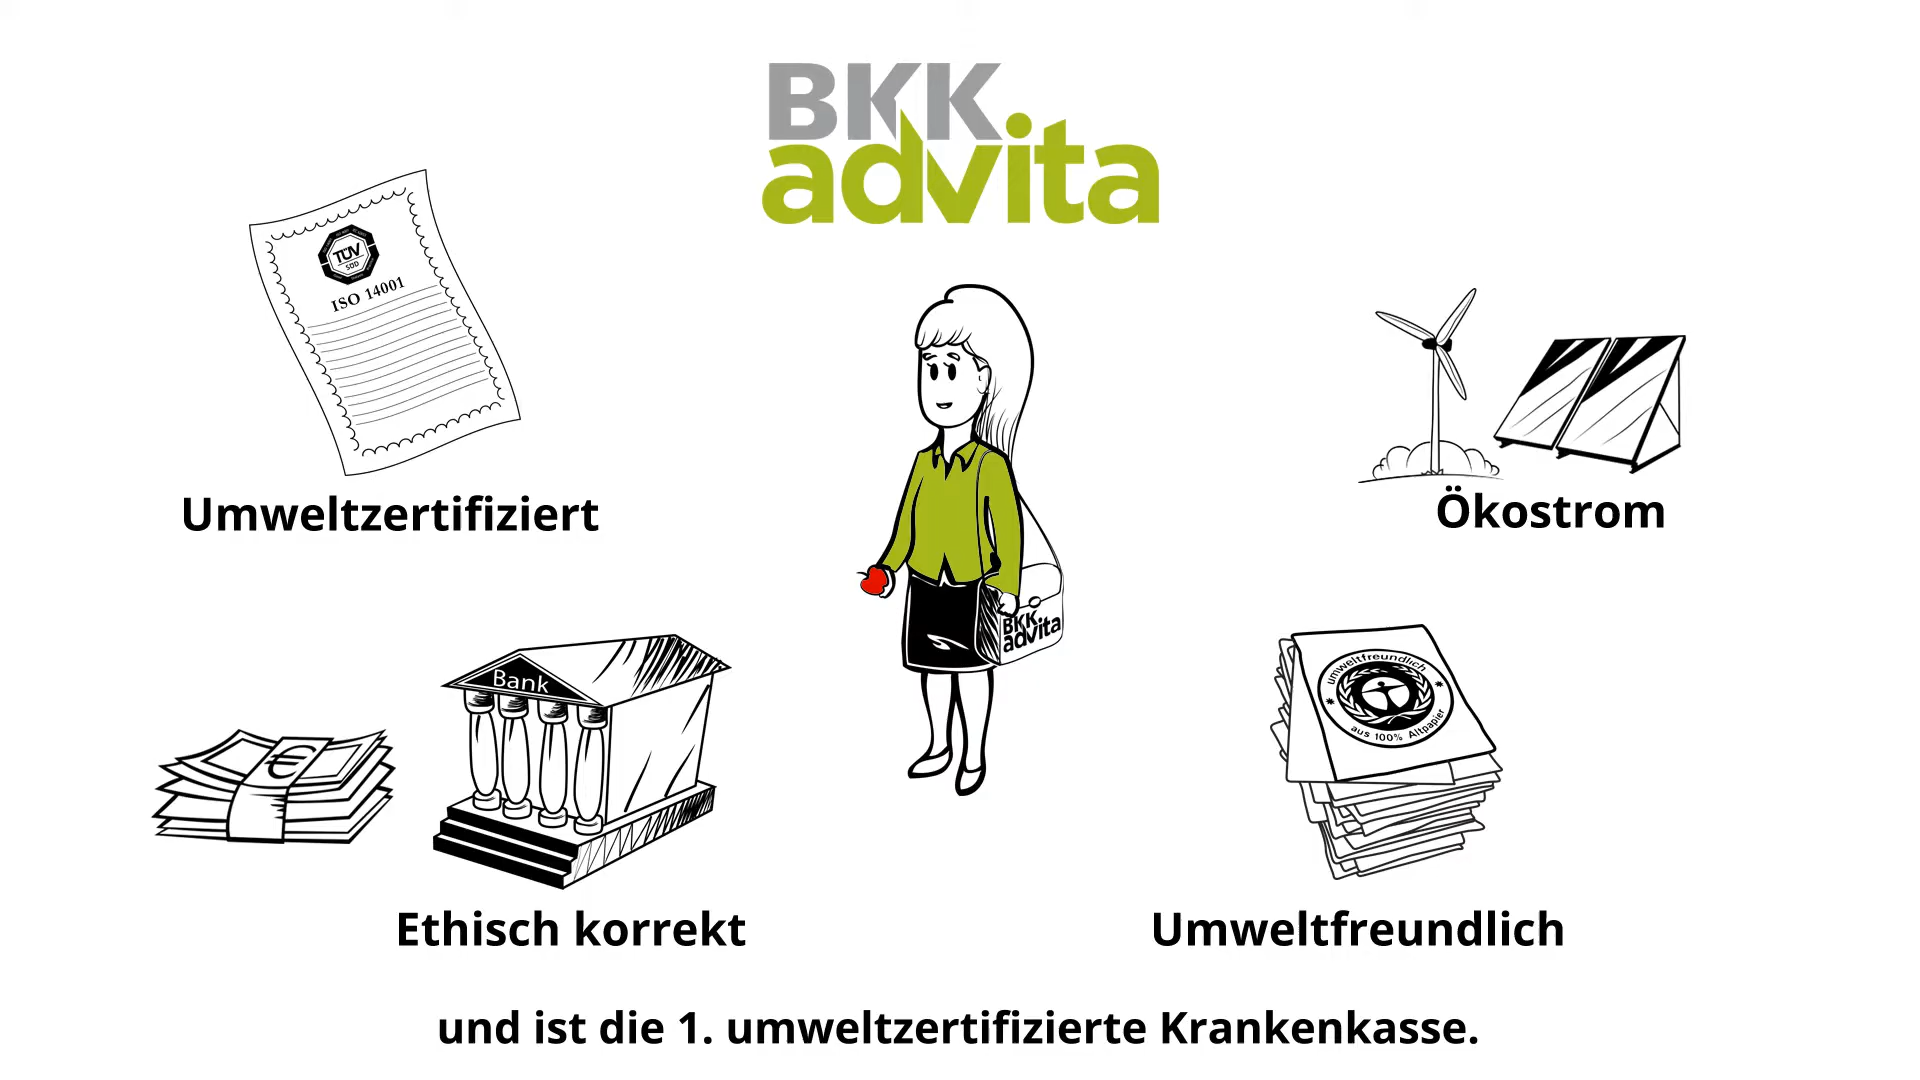 BKK
advita
TÜV
SÜD
ISO 14001
Umweltzertifiziert
Ökostrom
BKK
advita
Bank
€
Ethisch korrekt
umweltfreundlich
aus 100% Altpapier
Umweltfreundlich
und ist die 1. umweltzertifizierte Krankenkasse.